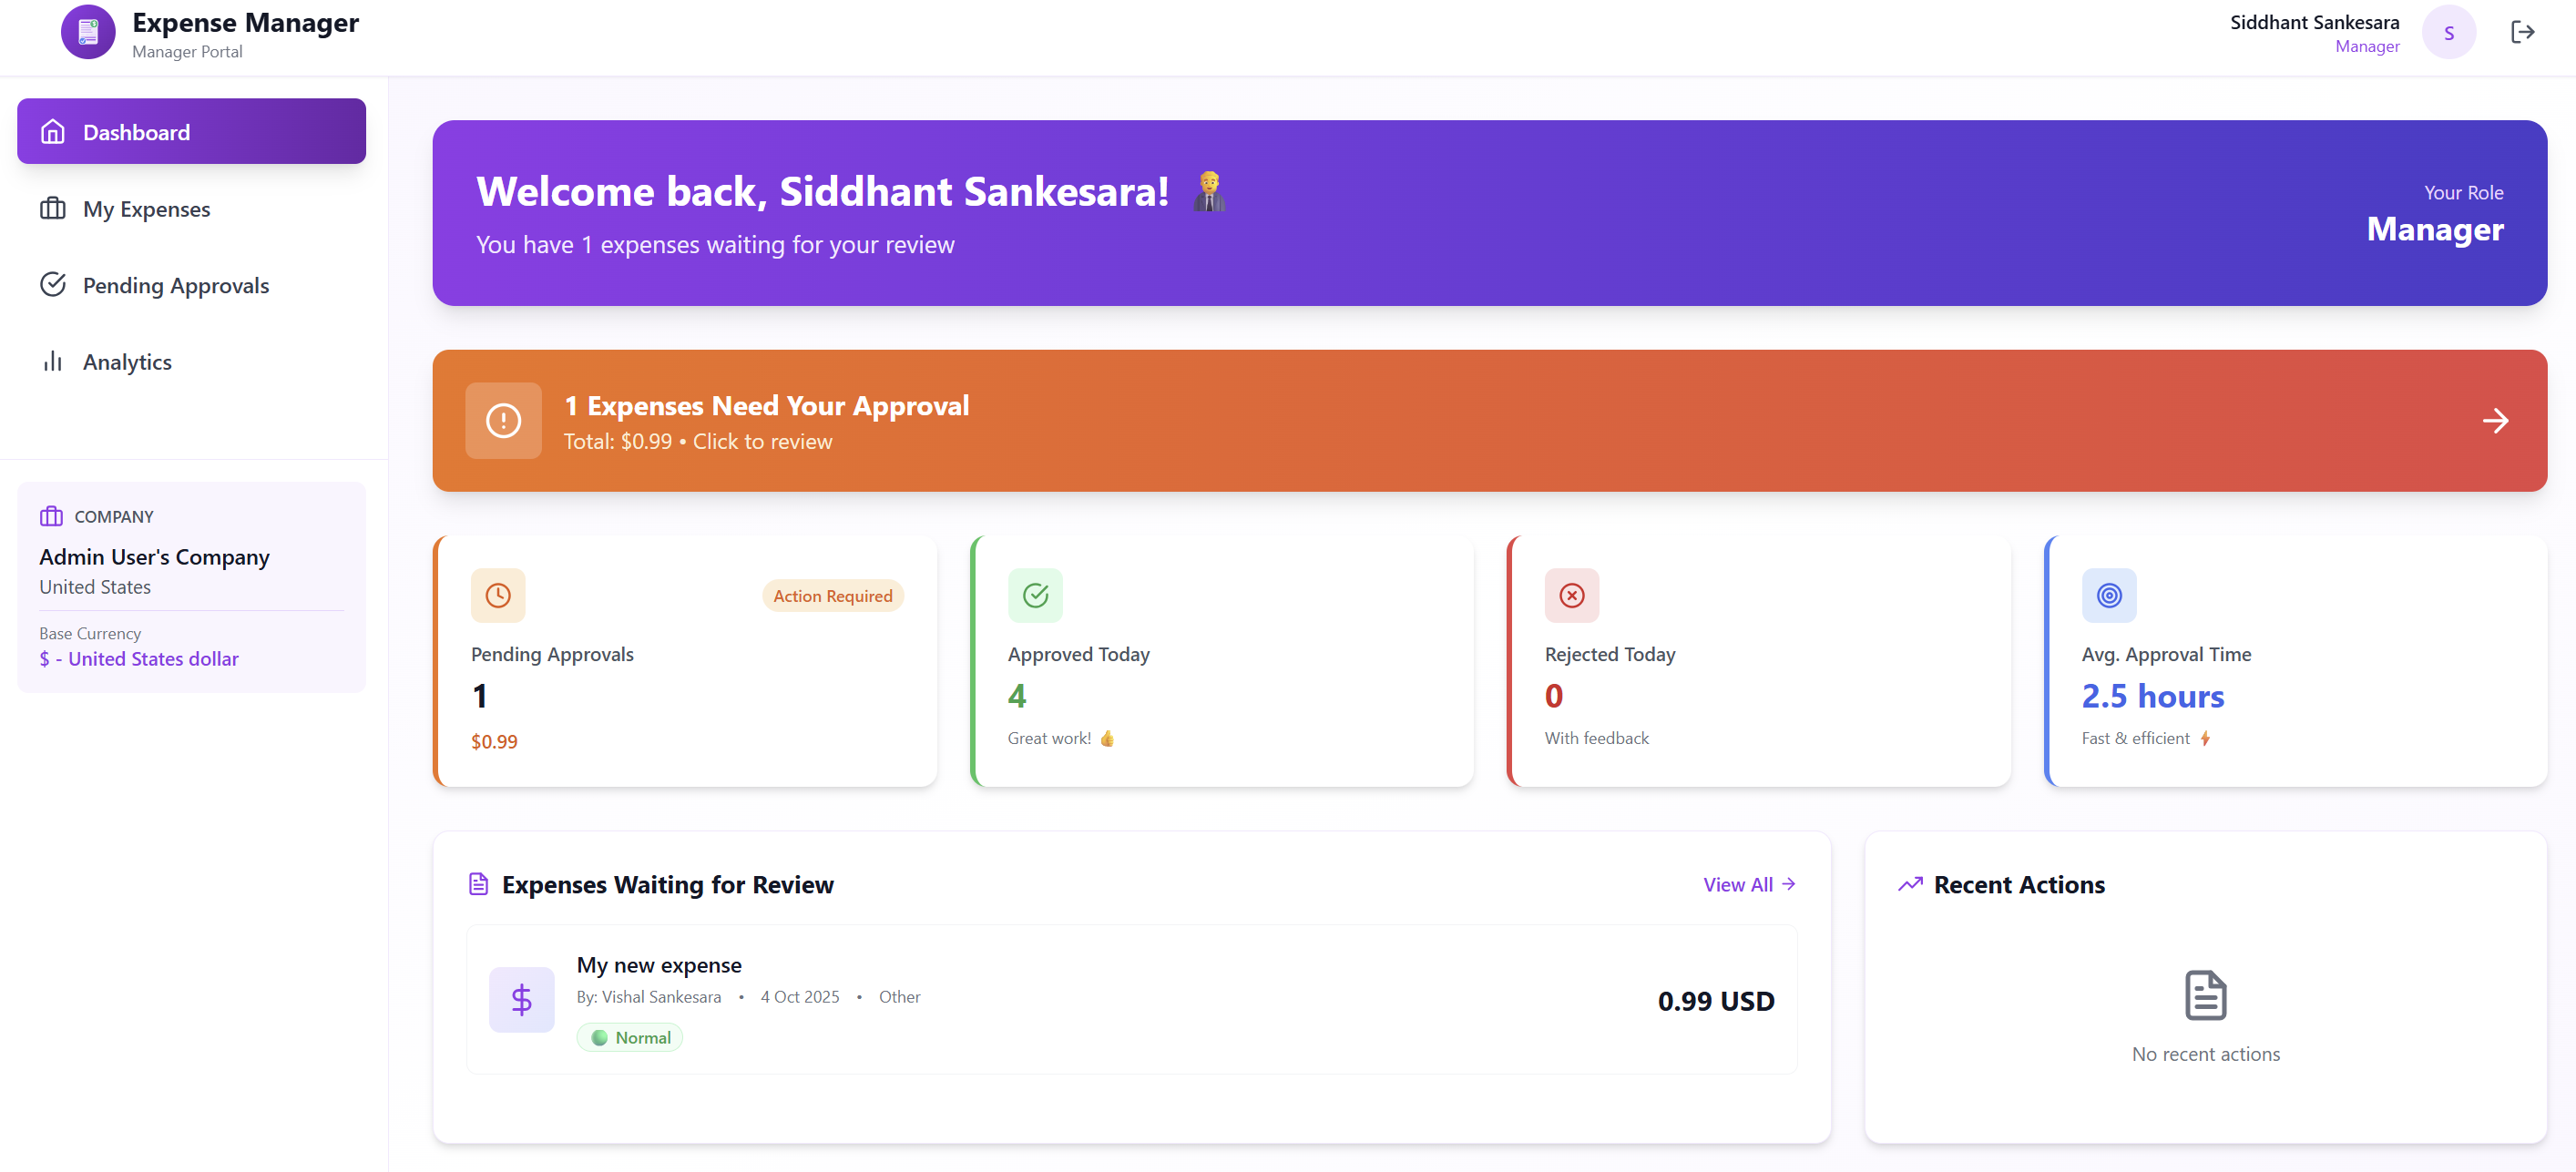 Expense Manager
Manager Portal
Siddhant Sankesara
Manager
S
Dashboard
My Expenses
Pending Approvals
Analytics
COMPANY
Admin User's Company
United States
Base Currency
$ - United States dollar
Welcome back, Siddhant Sankesara!
You have 1 expenses waiting for your review
Your Role
Manager
1 Expenses Need Your Approval
Total: $0.99 • Click to review
Action Required
Pending Approvals
1
$0.99
Approved Today
4
Great work! 👍
Rejected Today
0
With feedback
Avg. Approval Time
2.5 hours
Fast & efficient ⚡
Expenses Waiting for Review
View All →
My new expense
By: Vishal Sankesara • 4 Oct 2025 • Other
Normal
0.99 USD
Recent Actions
No recent actions